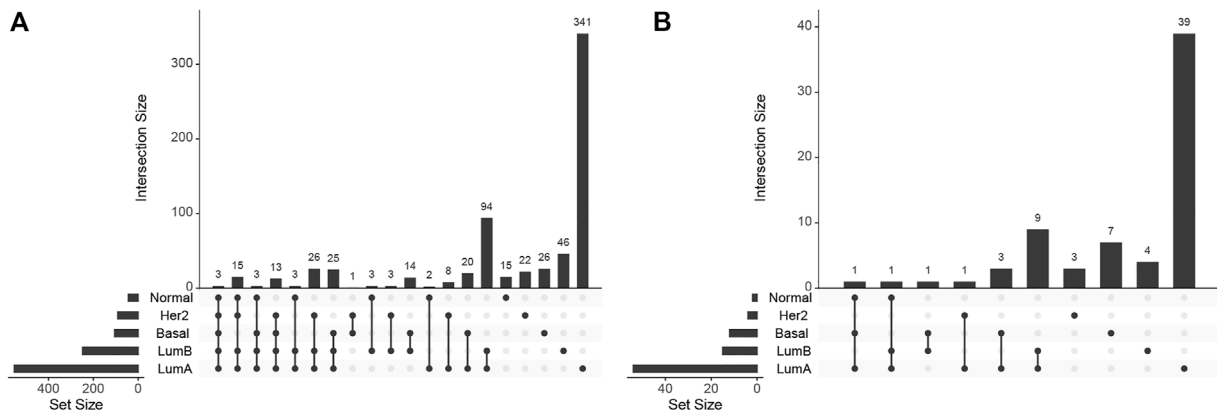 A
Intersection Size
300
200
100
0
3 15 3 13 3 26 25 1 3 3 14 2 8 20 94 15 22 26 46 341
Normal
Her2
Basal
LumB
LumA
400 200 0
Set Size
B
Intersection Size
40
30
20
10
0
1 1 1 1 3 9 3 7 4 39
Normal
Her2
Basal
LumB
LumA
40 20 0
Set Size